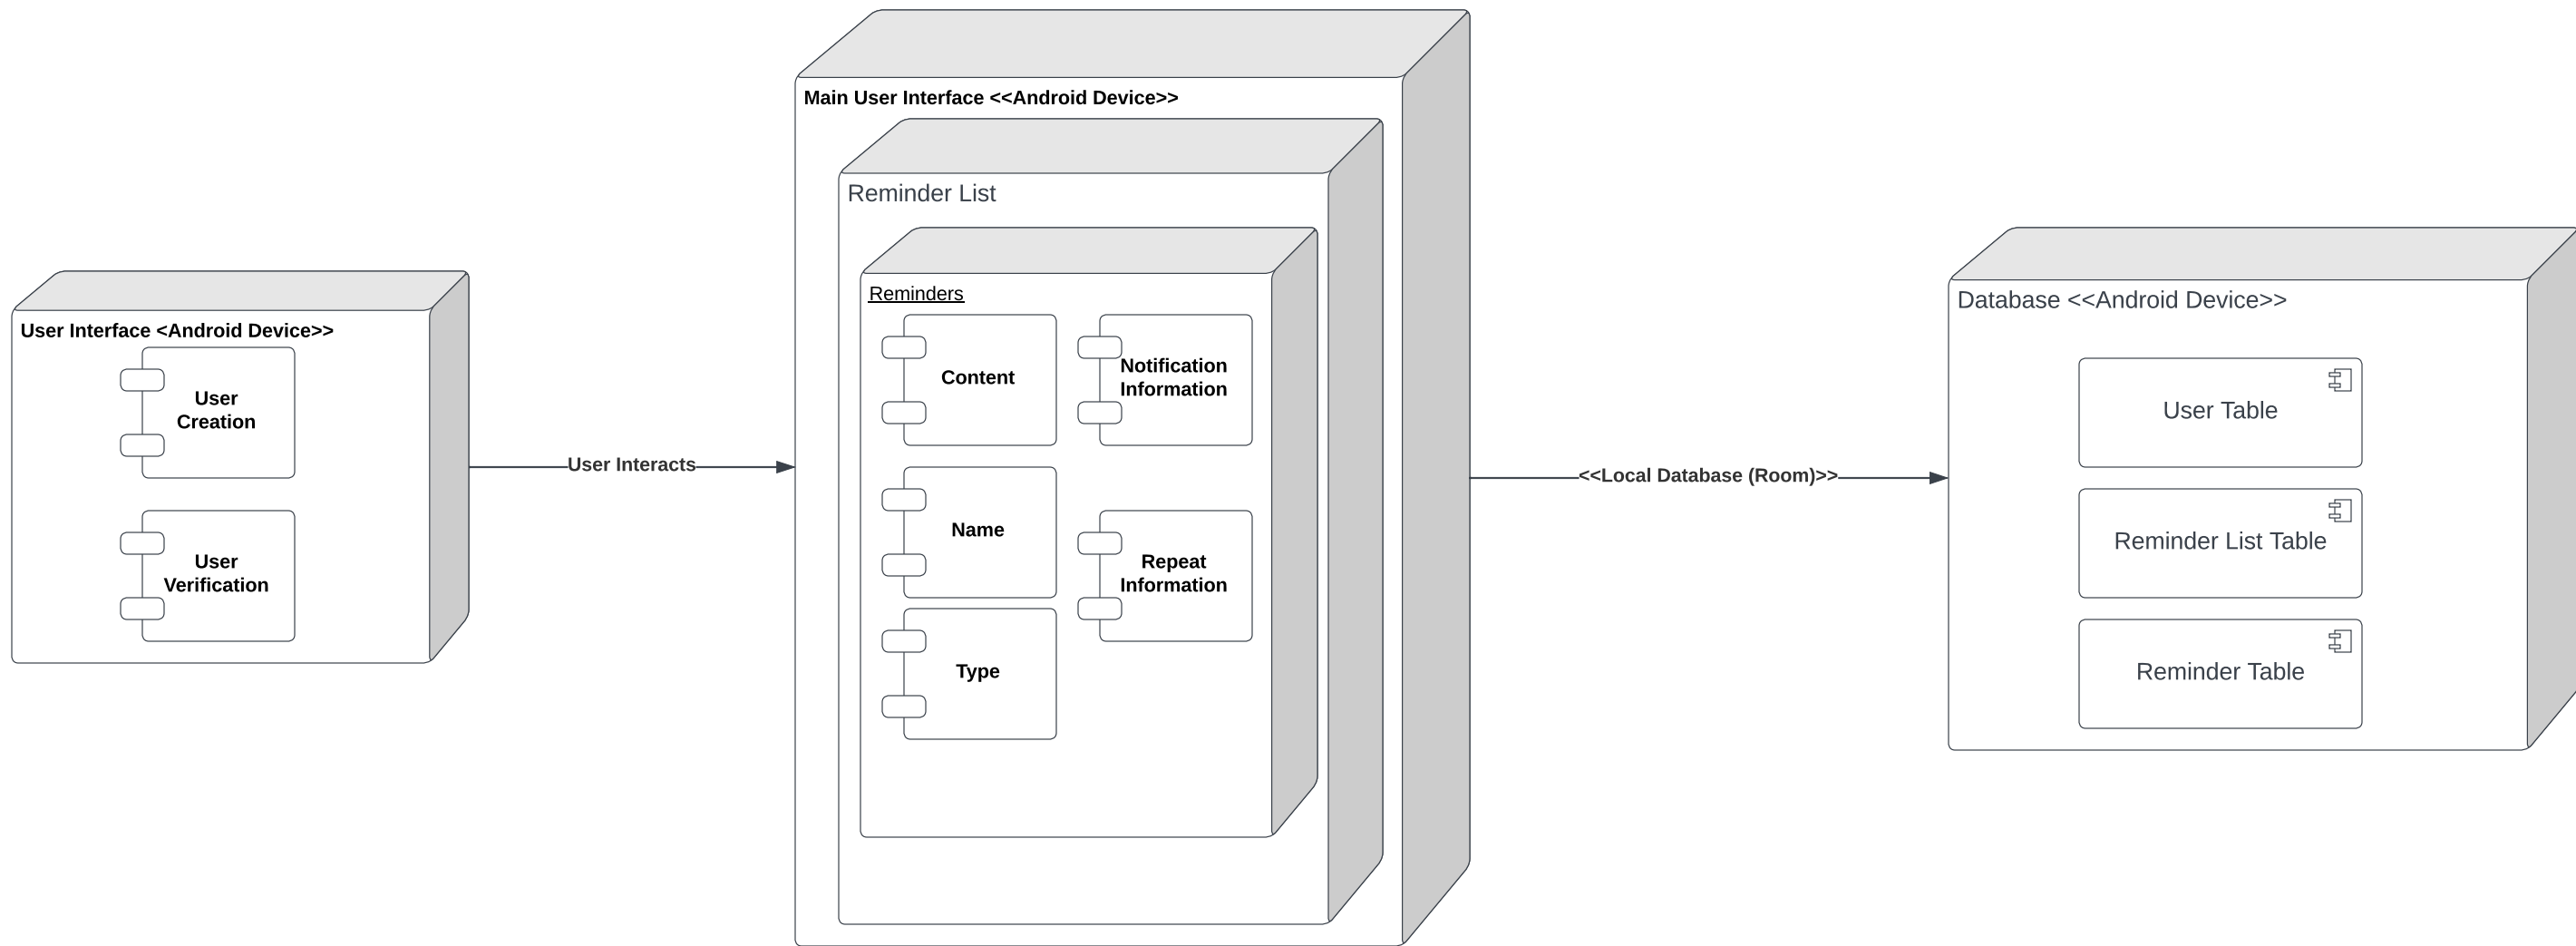 Main User Interface <<Android Device>>
Reminder List
Reminders
Content
Notification
Information
Name
Repeat
Information
Type
User Interface <Android Device>>
User
Creation
User
Verification
User Interacts
<<Local Database (Room)>>
Database <<Android Device>>
User Table
Reminder List Table
Reminder Table